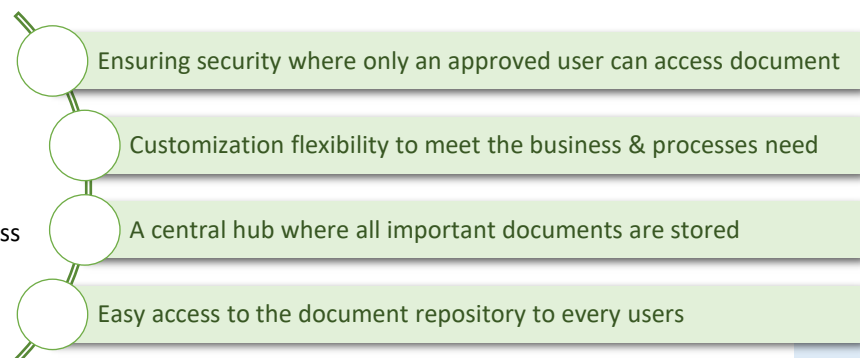 Ensuring security where only an approved user can access document
Customization flexibility to meet the business & processes need
ss
A central hub where all important documents are stored
Easy access to the document repository to every users